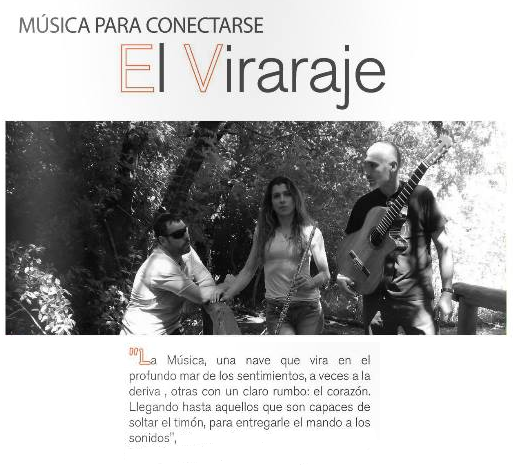 MÚSICA PARA CONECTARSE
El Viraraje
"La Música, una nave que vira en el
profundo mar de los sentimientos, a veces a la
deriva , otras con un claro rumbo: el corazón.
Llegando hasta aquellos que son capaces de
soltar el timón, para entregarle el mando a los
sonidos",